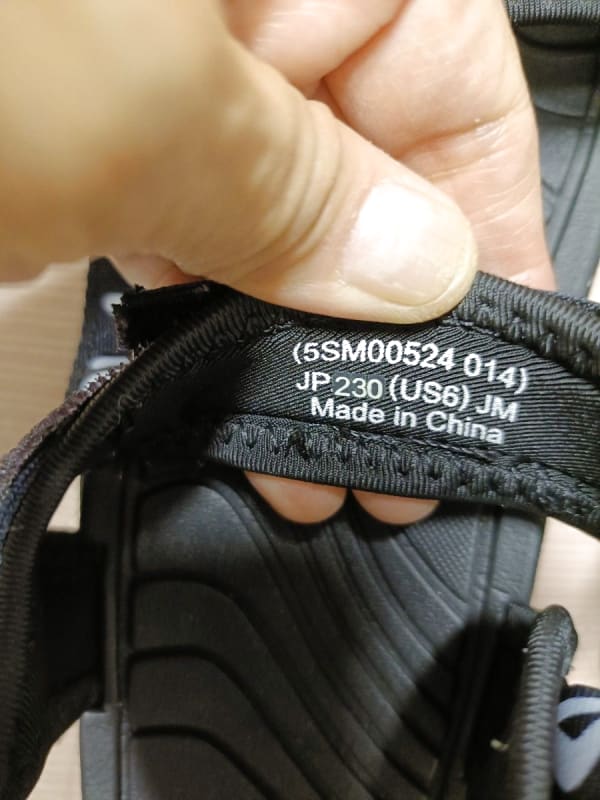 (5SM00524 014)
JP 230 (US6) JM
Made in China